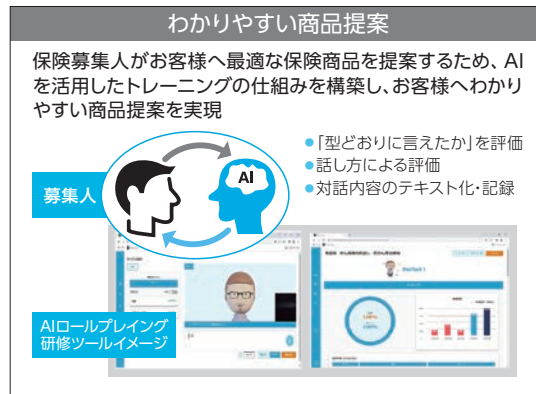 わかりやすい商品提案
保険募集人がお客様へ最適な保険商品を提案するため、AI
を活用したトレーニングの仕組みを構築し、お客様へわかり
やすい商品提案を実現
●「型どおりに言えたか」を評価
●話し方による評価
●対話内容のテキスト化・記録
AI
募集人
AIロールプレイング
研修ツールイメージ